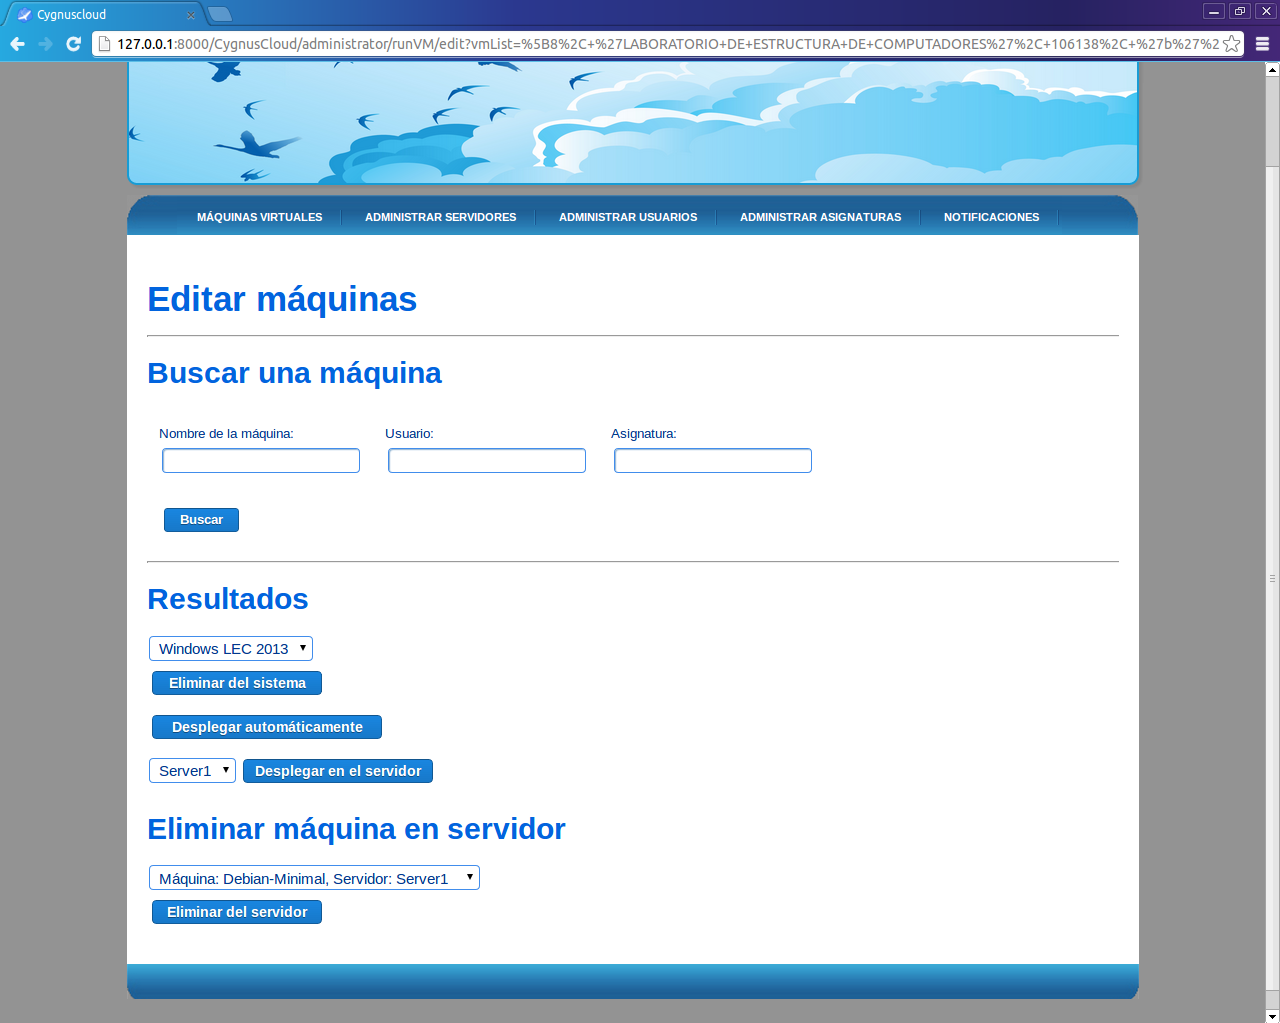 Cygnuscloud
127.0.0.1:8000/CygnusCloud/administrator/runVM/edit?vmList=%5B8%2C+%27LABORATORIO+DE+ESTRUCTURA+DE+COMPUTADORES%27%2C+106138%2C+%27b%27%2
MÁQUINAS VIRTUALES ADMINISTRAR SERVIDORES ADMINISTRAR USUARIOS ADMINISTRAR ASIGNATURAS NOTIFICACIONES
Editar máquinas
Buscar una máquina
Nombre de la máquina: Usuario: Asignatura:
Buscar
Resultados
Windows LEC 2013
Eliminar del sistema
Desplegar automáticamente
Server1 Desplegar en el servidor
Eliminar máquina en servidor
Máquina: Debian-Minimal, Servidor: Server1
Eliminar del servidor